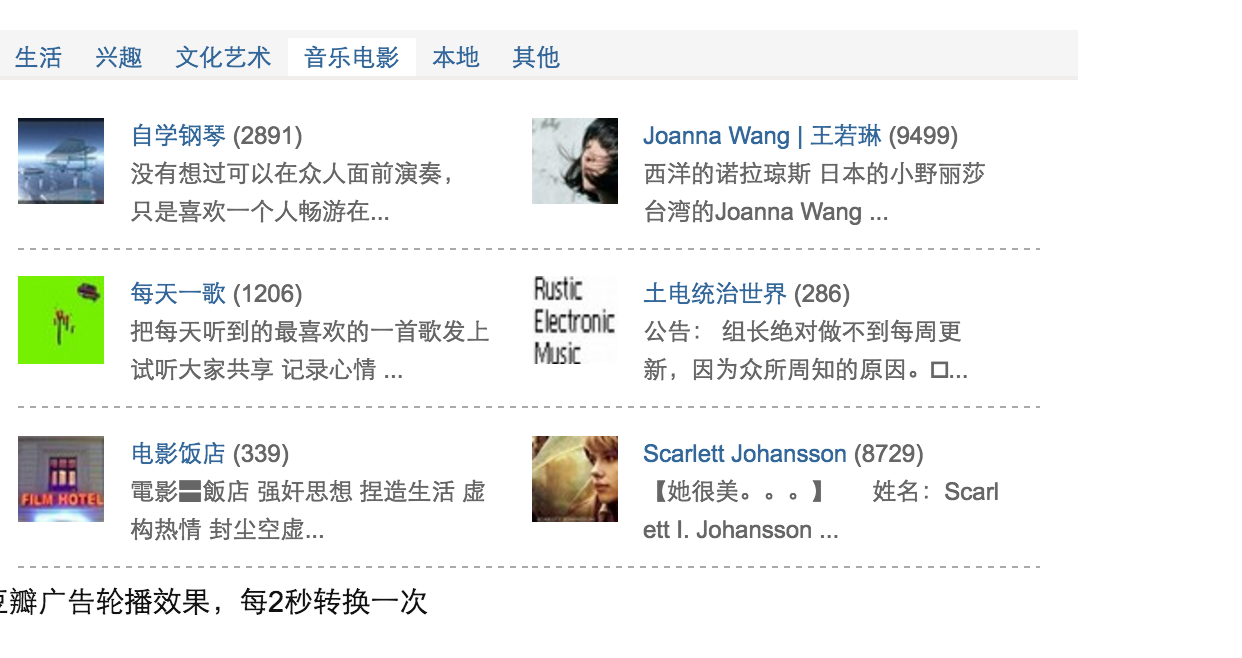 生活 兴趣 文化艺术 音乐电影 本地 其他
自学钢琴 (2891)
没有想过可以在众人面前演奏，
只是喜欢一个人畅游在...
Joanna Wang | 王若琳 (9499)
西洋的诺拉琼斯 日本的小野丽莎
台湾的Joanna Wang ...
每天一歌 (1206)
把每天听到的最喜欢的一首歌发上
试听大家共享 记录心情 ...
Rustic
Electronic
Music
土电统治世界 (286)
公告： 组长绝对做不到每周更
新，因为众所周知的原因。口...
FILM HOTEL
电影饭店 (339)
電影〓飯店 强奸思想 捏造生活 虚
构热情 封尘空虚...
Scarlett Johansson (8729)
【她很美。。。】 姓名：Scarl
ett I. Johansson ...
豆瓣广告轮播效果，每2秒转换一次